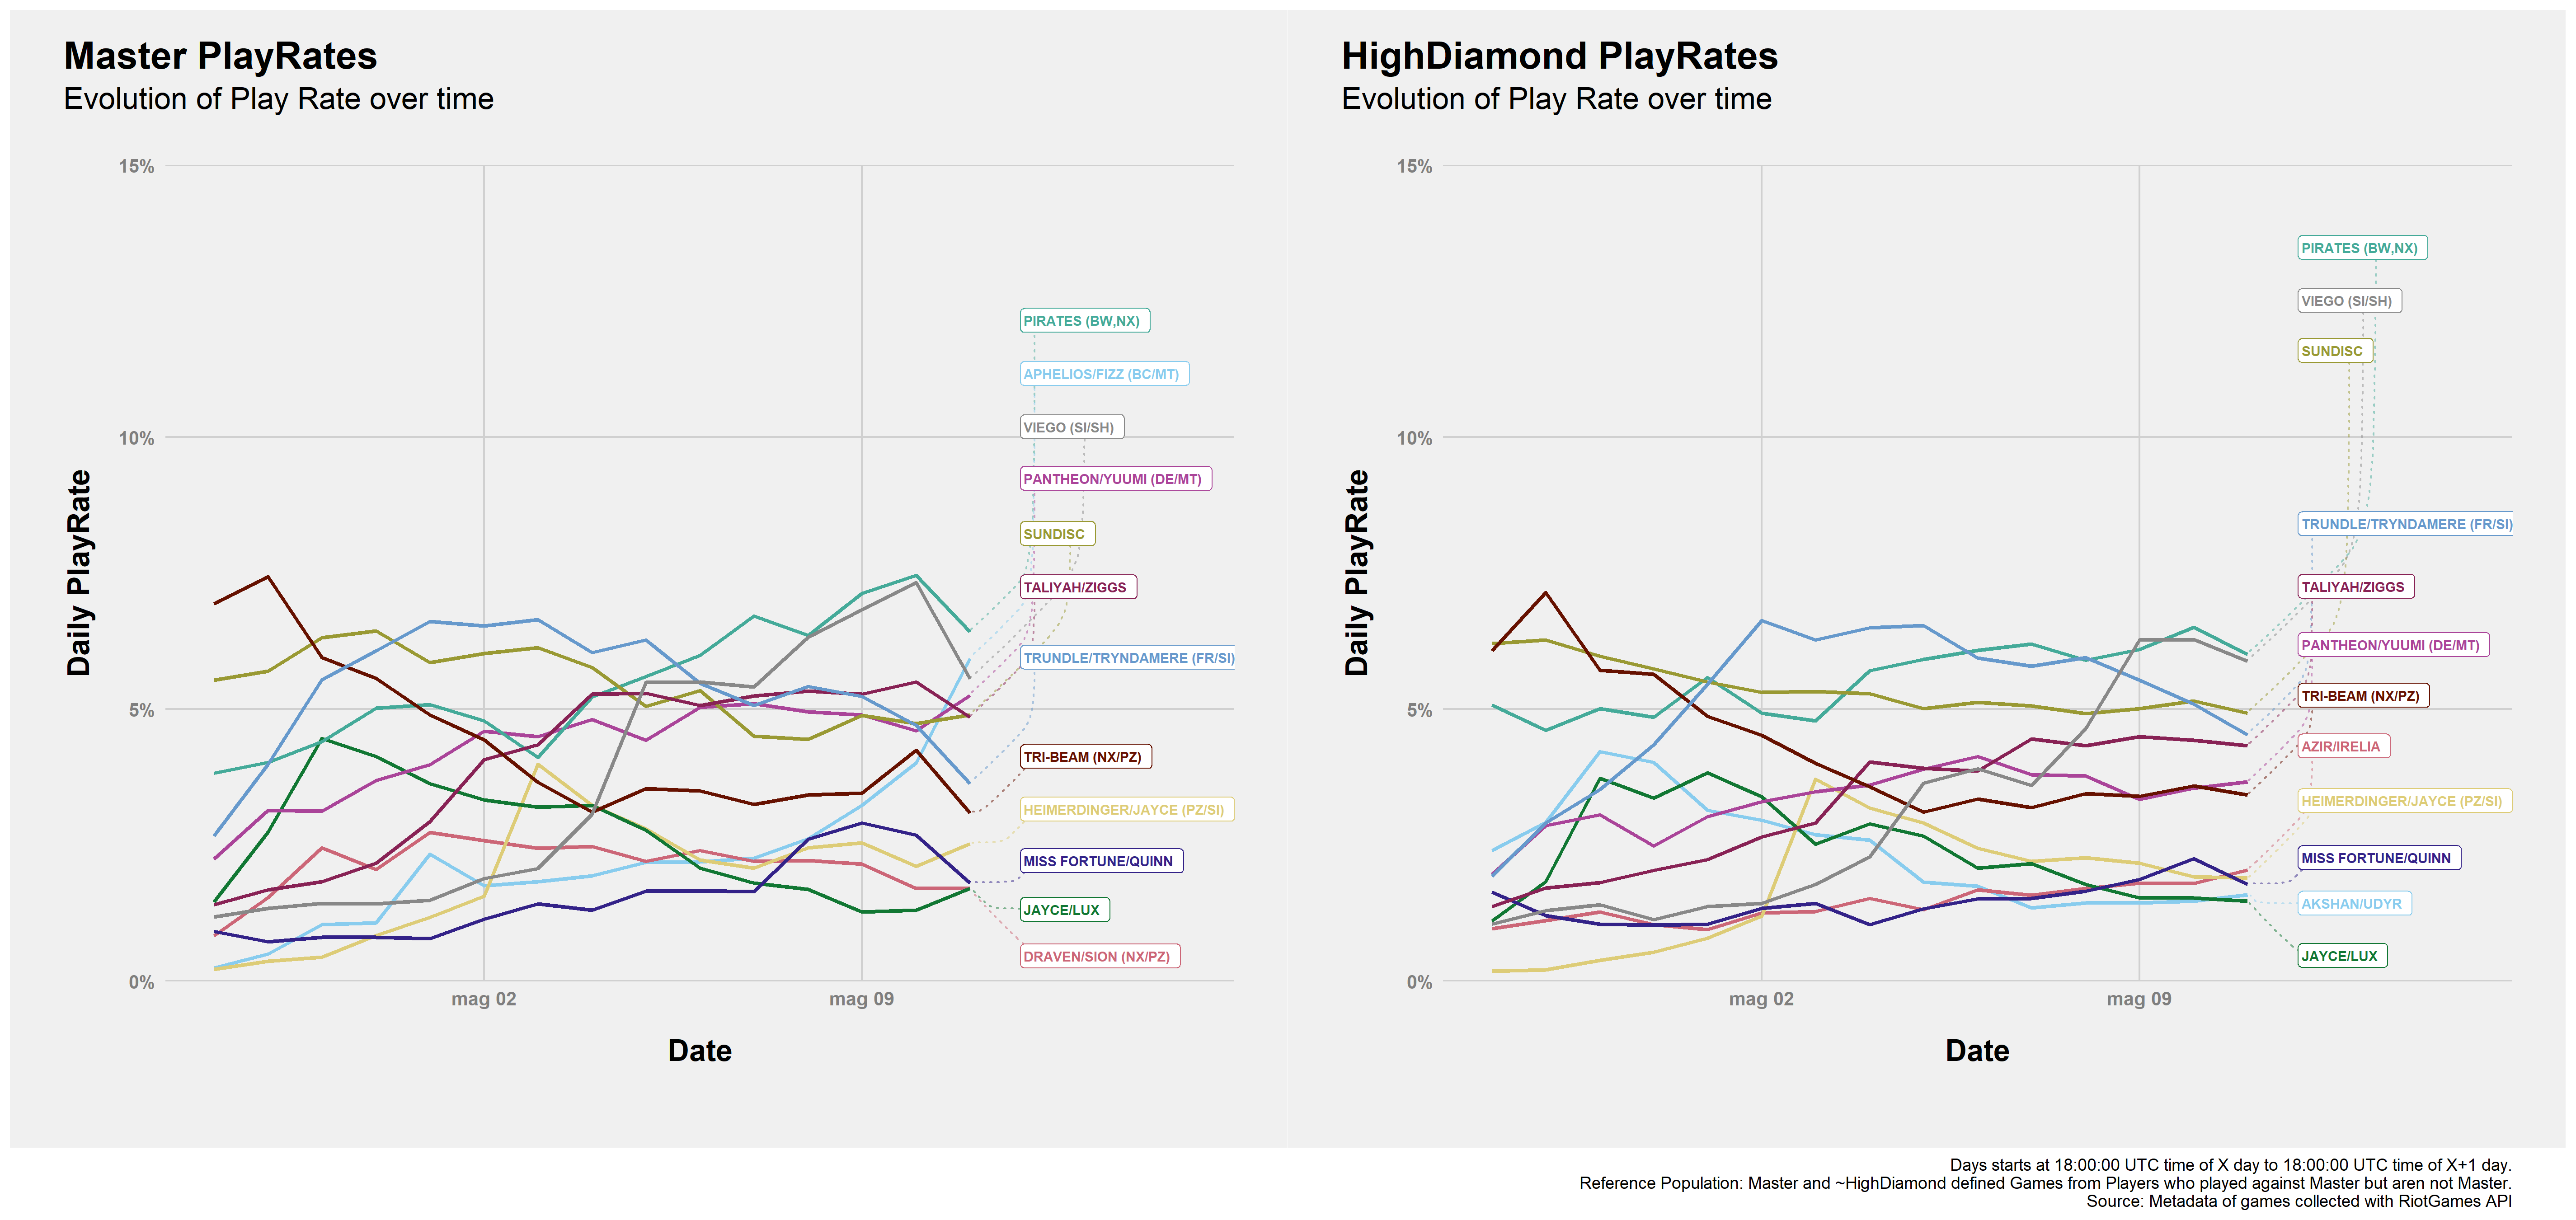 Master PlayRates
Evolution of Play Rate over time
15%
10%
5%
0%
Daily PlayRate
mag 02
mag 09
Date
PIRATES (BW,NX)
APHELIOS/FIZZ (BC/MT)
VIEGO (SI/SH)
PANTHEON/YUUMI (DE/MT)
SUNDISC
TALIYAH/ZIGGS
TRUNDLE/TRYNDAMERE (FR/SI)
TRI-BEAM (NX/PZ)
HEIMERDINGER/JAYCE (PZ/SI)
MISS FORTUNE/QUINN
JAYCE/LUX
DRAVEN/SION (NX/PZ)
HighDiamond PlayRates
Evolution of Play Rate over time
15%
10%
5%
0%
Daily PlayRate
mag 02
mag 09
Date
PIRATES (BW,NX)
VIEGO (SI/SH)
SUNDISC
TRUNDLE/TRYNDAMERE (FR/SI)
TALIYAH/ZIGGS
PANTHEON/YUUMI (DE/MT)
TRI-BEAM (NX/PZ)
AZIR/IRELIA
HEIMERDINGER/JAYCE (PZ/SI)
MISS FORTUNE/QUINN
AKSHAN/UDYR
JAYCE/LUX
Days starts at 18:00:00 UTC time of X day to 18:00:00 UTC time of X+1 day.
Reference Population: Master and ~HighDiamond defined Games from Players who played against Master but aren not Master.
Source: Metadata of games collected with RiotGames API